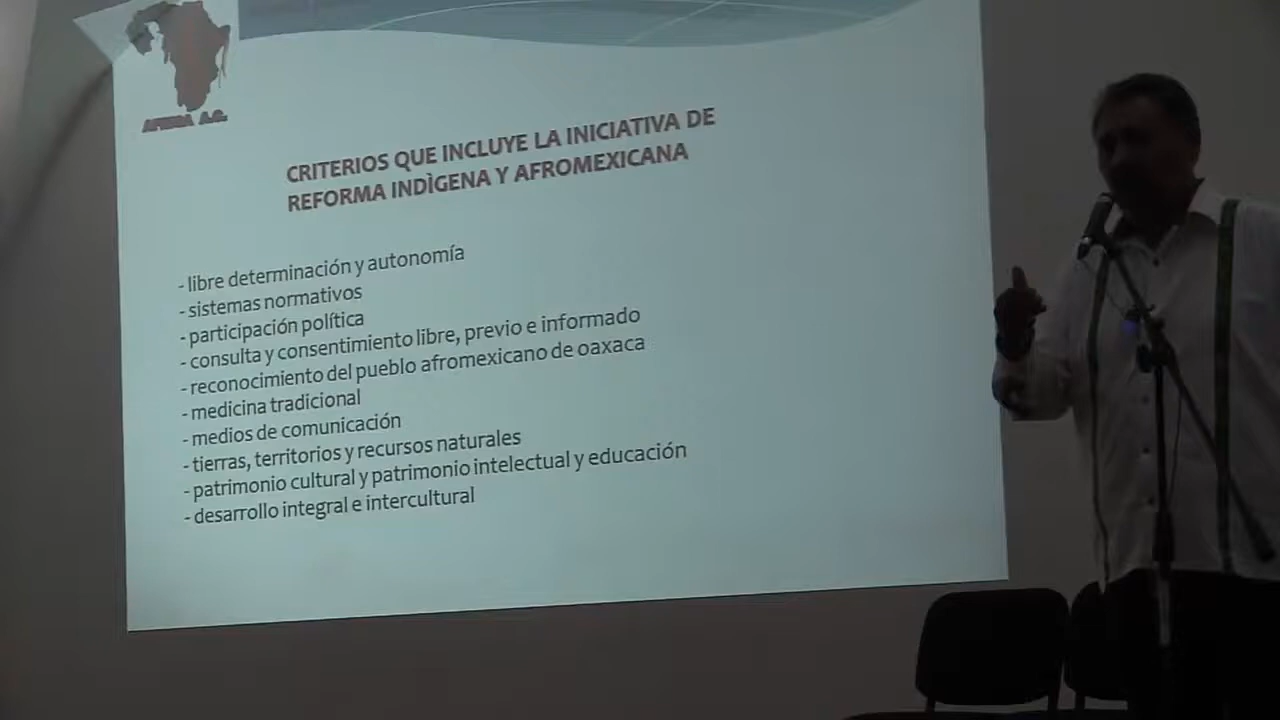 AFRICA A.C.
CRITERIOS QUE INCLUYE LA INICIATIVA DE
REFORMA INDÌGENA Y AFROMEXICANA
- libre determinación y autonomía
- sistemas normativos
- participación política
- consulta y consentimiento libre, previo e informado
- reconocimiento del pueblo afromexicano de oaxaca
- medicina tradicional
- medios de comunicación
- tierras, territorios y recursos naturales
- patrimonio cultural y patrimonio intelectual y educación
- desarrollo integral e intercultural